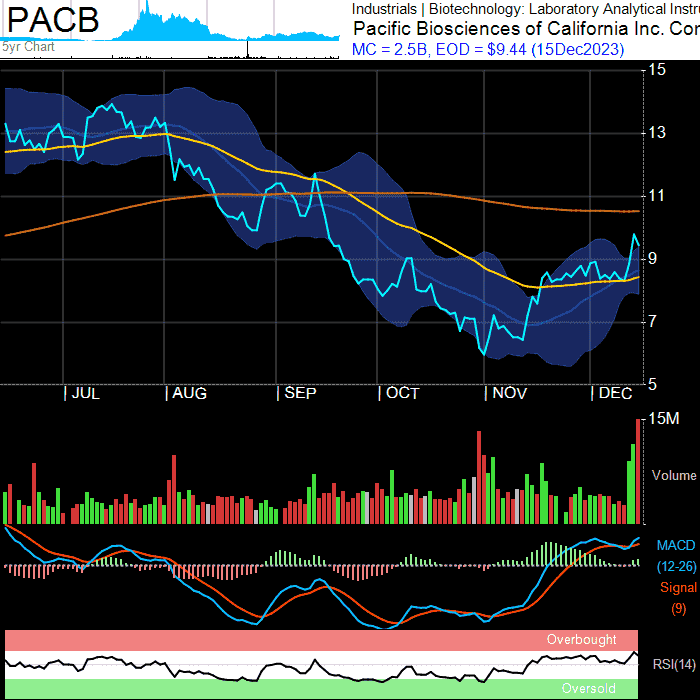 PACB
5yr Chart
Industrials | Biotechnology: Laboratory Analytical Instru
Pacific Biosciences of California Inc. Cor
MC = 2.5B, EOD = $9.44 (15Dec2023)
15
13
11
9
7
5
| JUL | AUG | SEP | OCT | NOV | DEC
15M
Volume
MACD
(12-26)
Signal
(9)
Overbought
RSI(14)
Oversold